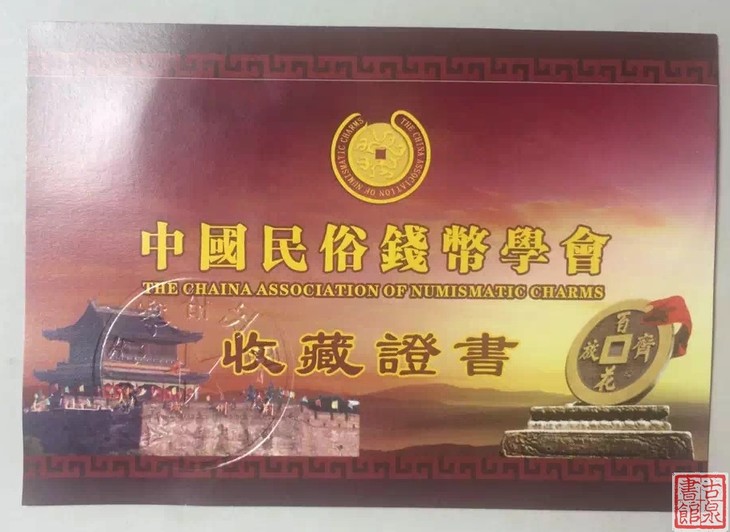 THE CHINA ASSOCIATION OF NUMISMATIC CHARMS
中國民俗錢幣學會
THE CHAINA ASSOCIATION OF NUMISMATIC CHARMS
收藏證書
百花齊放
古泉書館